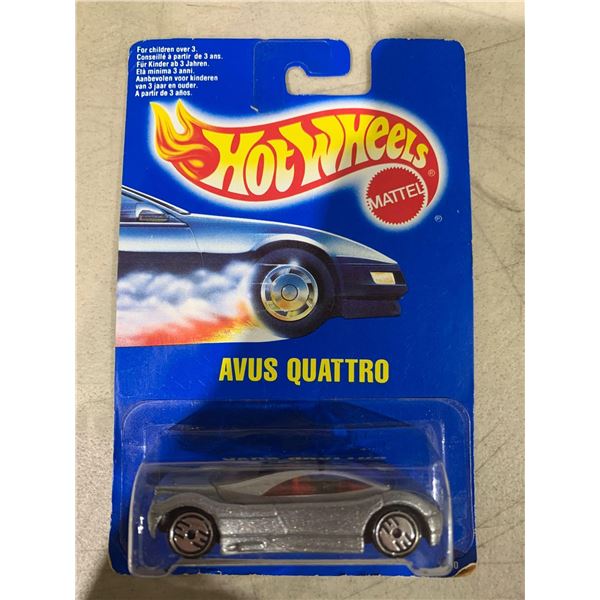 For children over 3.
Conseillé à partir de 3 ans.
Für Kinder ab 3 Jahren.
Età minima 3 anni.
Aanbevolen voor kinderen
van 3 jaar en ouder.
A partir de 3 años.
HOT WHEELS
®
MATTEL
®
AVUS QUATTRO